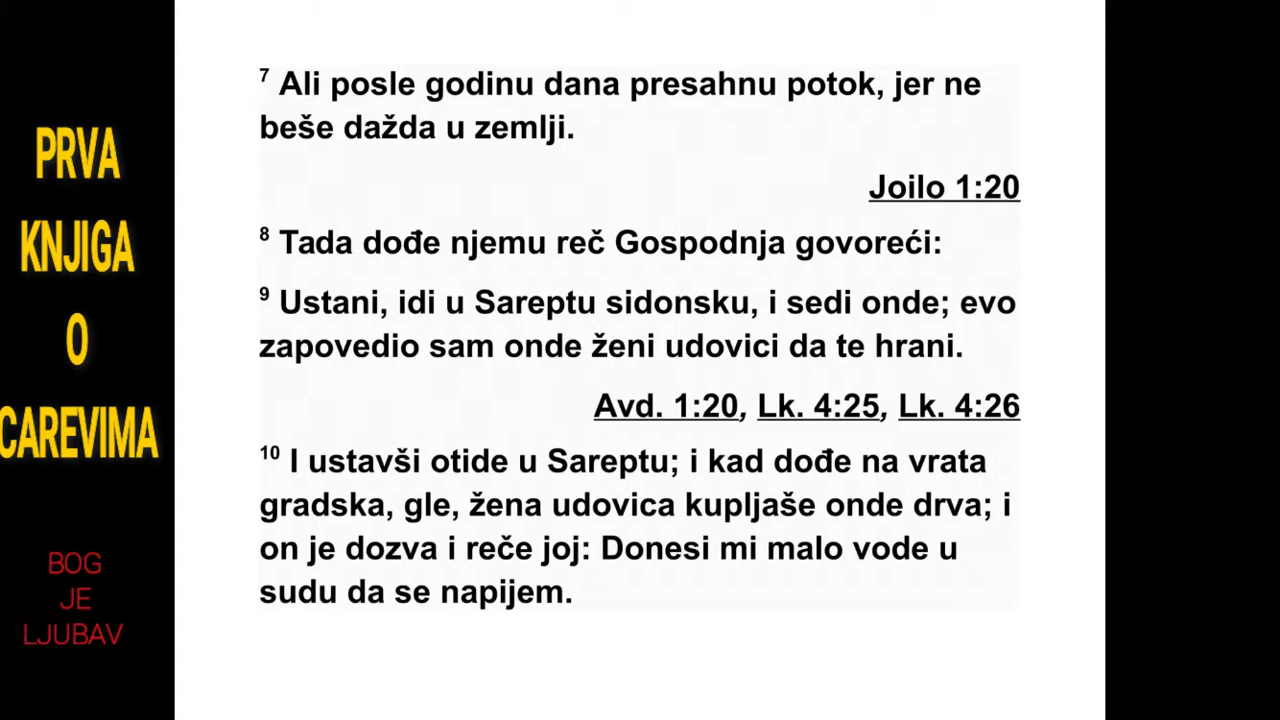 PRVA
KNJIGA
O
CAREVIMA
BOG
JE
LJUBAV
7 Ali posle godinu dana presahnu potok, jer ne
beše dažda u zemlji.
Joilo 1:20
8 Tada dođe njemu reč Gospodnja govoreći:
9 Ustani, idi u Sareptu sidonsku, i sedi onde; evo
zapovedio sam onde ženi udovici da te hrani.
Avd. 1:20, Lk. 4:25, Lk. 4:26
10 I ustavši otide u Sareptu; i kad dođe na vrata
gradska, gle, žena udovica kupljaše onde drva; i
on je dozva i reče joj: Donesi mi malo vode u
sudu da se napijem.